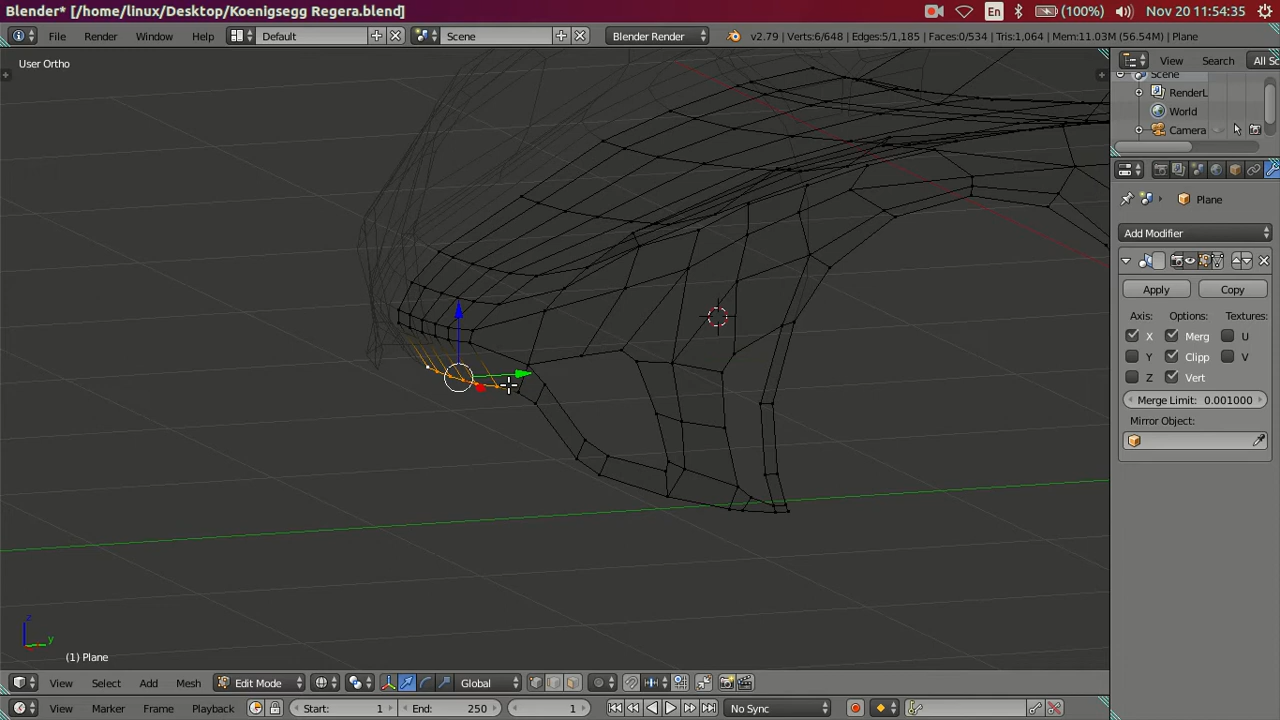 Blender* [/home/linux/Desktop/Koenigsegg Regera.blend]
En
(100%)
Nov 20 11:54:35
File
Render
Window
Help
Default
Scene
Blender Render
v2.79 | Verts:6/648 | Edges:5/1,185 | Faces:0/534 | Tris:1,064 | Mem:11.03M (56.54M) | Plane
User Ortho
View
Search
All Sc
Scene
RenderL
World
Camera
Plane
Add Modifier
Apply
Copy
Axis:
Options:
Textures:
X
Merg
U
Y
Clipp
V
Z
Vert
Merge Limit: 0.001000
Mirror Object:
z
y
(1) Plane
View
Select
Add
Mesh
Edit Mode
Global
View
Marker
Frame
Playback
Start:
1
End:
250
1
No Sync